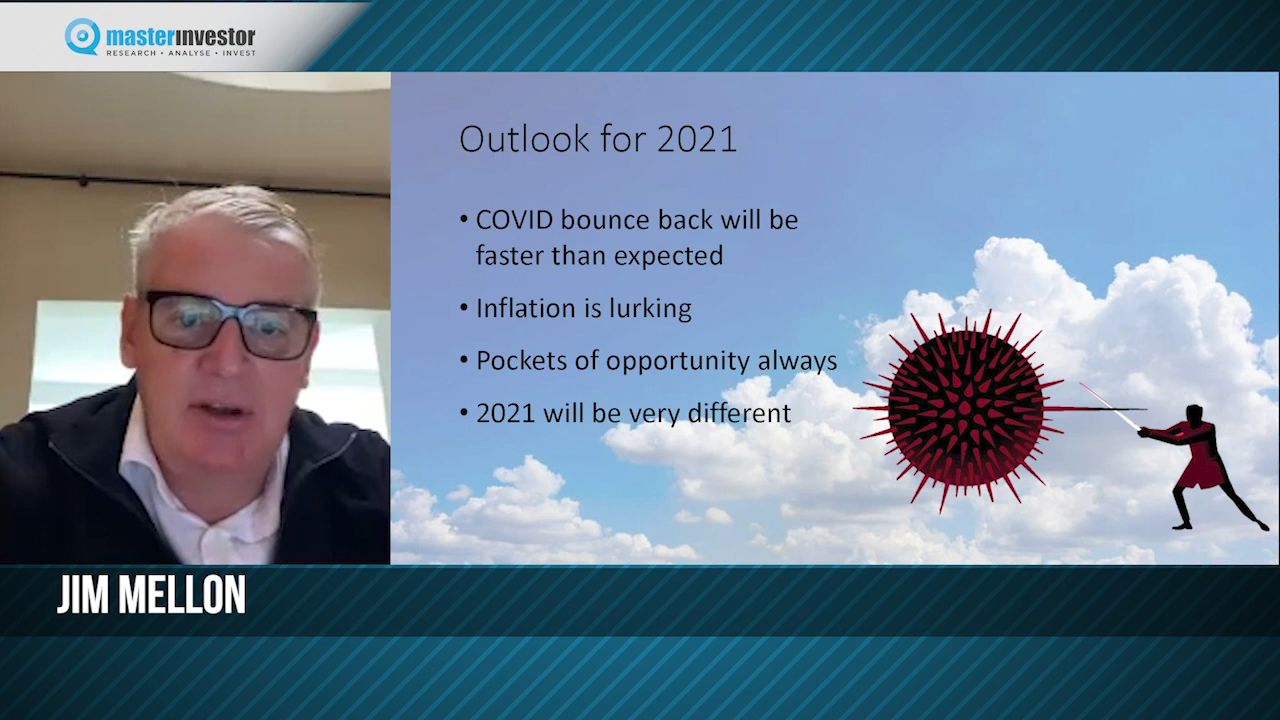 masterinvestor
RESEARCH • ANALYSE • INVEST
Outlook for 2021
• COVID bounce back will be
faster than expected
• Inflation is lurking
• Pockets of opportunity always
• 2021 will be very different
JIM MELLON